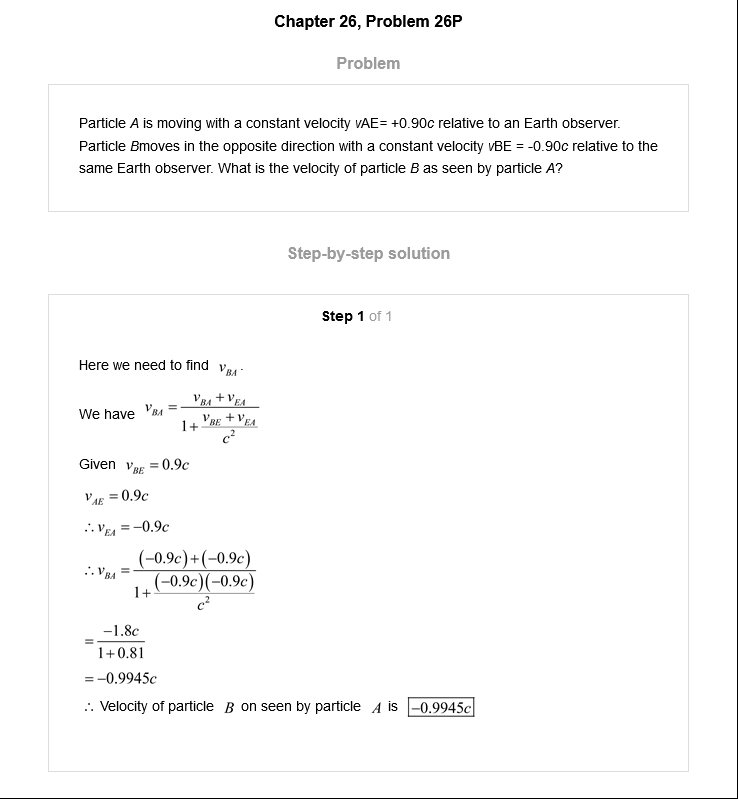 Chapter 26, Problem 26P
Problem
Particle A is moving with a constant velocity vAE= +0.90c relative to an Earth observer.
Particle Bmoves in the opposite direction with a constant velocity vBE = -0.90c relative to the
same Earth observer. What is the velocity of particle B as seen by particle A?
Step-by-step solution
Step 1 of 1
Here we need to find v_{BA}.
We have v_{BA} = \frac{v_{BA} + v_{EA}}{1 + \frac{v_{BE} + v_{EA}}{c^2}}
Given v_{BE} = 0.9c
v_{AE} = 0.9c
∴ v_{EA} = −0.9c
∴ v_{BA} = \frac{(−0.9c)+(−0.9c)}{1 + \frac{(−0.9c)(−0.9c)}{c^2}}
= \frac{−1.8c}{1+0.81}
= −0.9945c
∴ Velocity of particle B on seen by particle A is −0.9945c